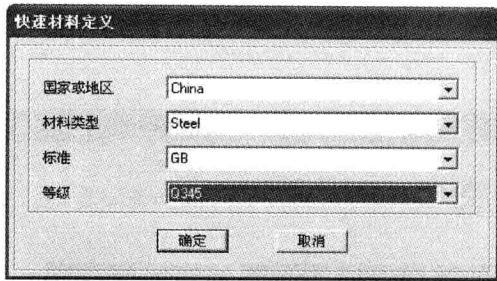 快速材料定义
国家或地区 China
材料类型 Steel
标准 GB
等级 Q345
确定 取消